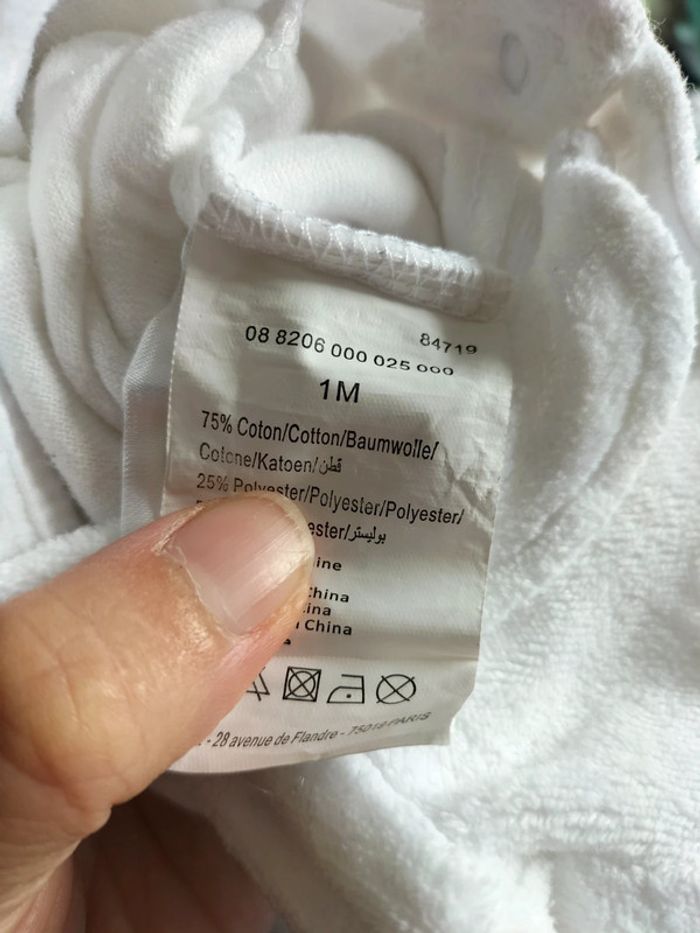 84719
08 8206 000 025 000
1M
75% Coton/Cotton/Baumwolle/
Cotone/Katoen/قطن
25% Polyester/Polyester/Polyester/
ester/بوليستر
ine
hina
ina
China
- 28 avenue de Flandre - 75019 PARIS